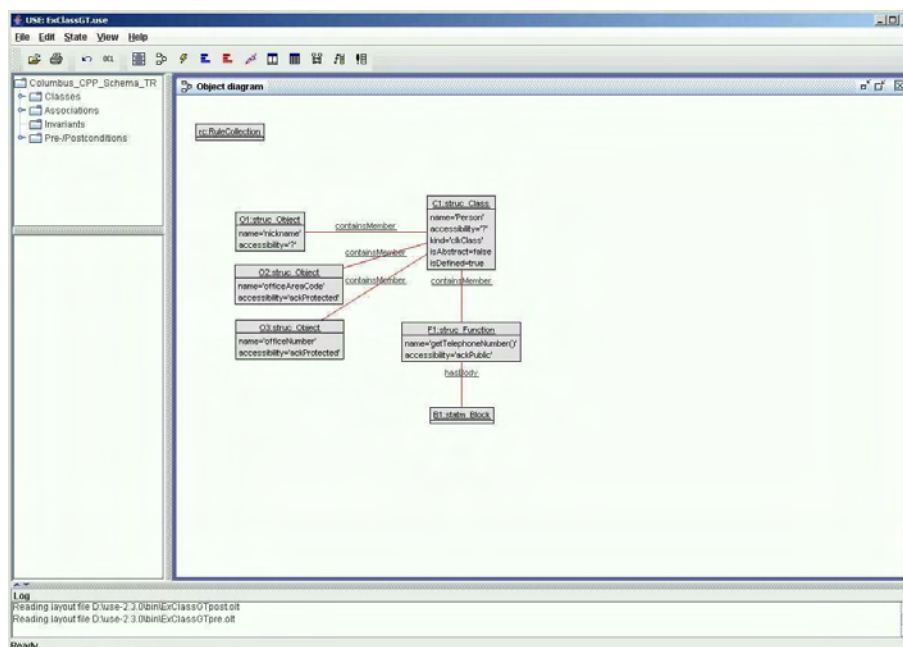 USE: ExClassGT.use
File Edit State View Help
OCL
Columbus_CPP_Schema_TR
Classes
Associations
Invariants
Pre-/Postconditions
Object diagram
rc:RuleCollection
C1:struc_Class
name='Person'
accessibility='?'
kind='clkClass'
isAbstract=false
isDefined=true
O1:struc_Object
name='nickname'
accessibility='?'
containsMember
O2:struc_Object
name='officeAreaCode'
accessibility='ackProtected'
containsMember
containsMember
containsMember
O3:struc_Object
name='officeNumber'
accessibility='ackProtected'
F1:struc_Function
name='getTelephoneNumber()'
accessibility='ackPublic'
hasBody
B1:statm_Block
Log
Reading layout file D:\use-2.3.0\bin\ExClassGTpost.olt
Reading layout file D:\use-2.3.0\bin\ExClassGTpre.olt
Ready